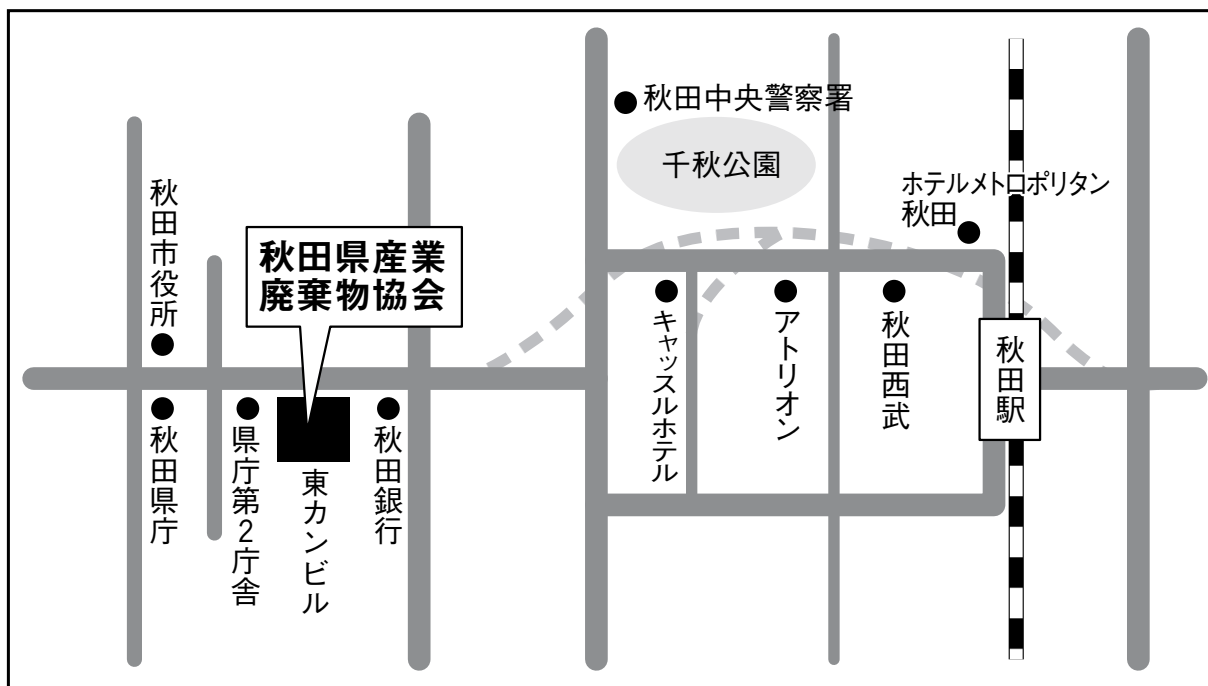 秋田中央警察署
千秋公園
ホテルメトロポリタン
秋田
秋田市役所
秋田県産業
廃棄物協会
キャッスルホテル
アトリオン
秋田西武
秋田駅
秋田県庁
県庁第2庁舎
東カンビル
秋田銀行